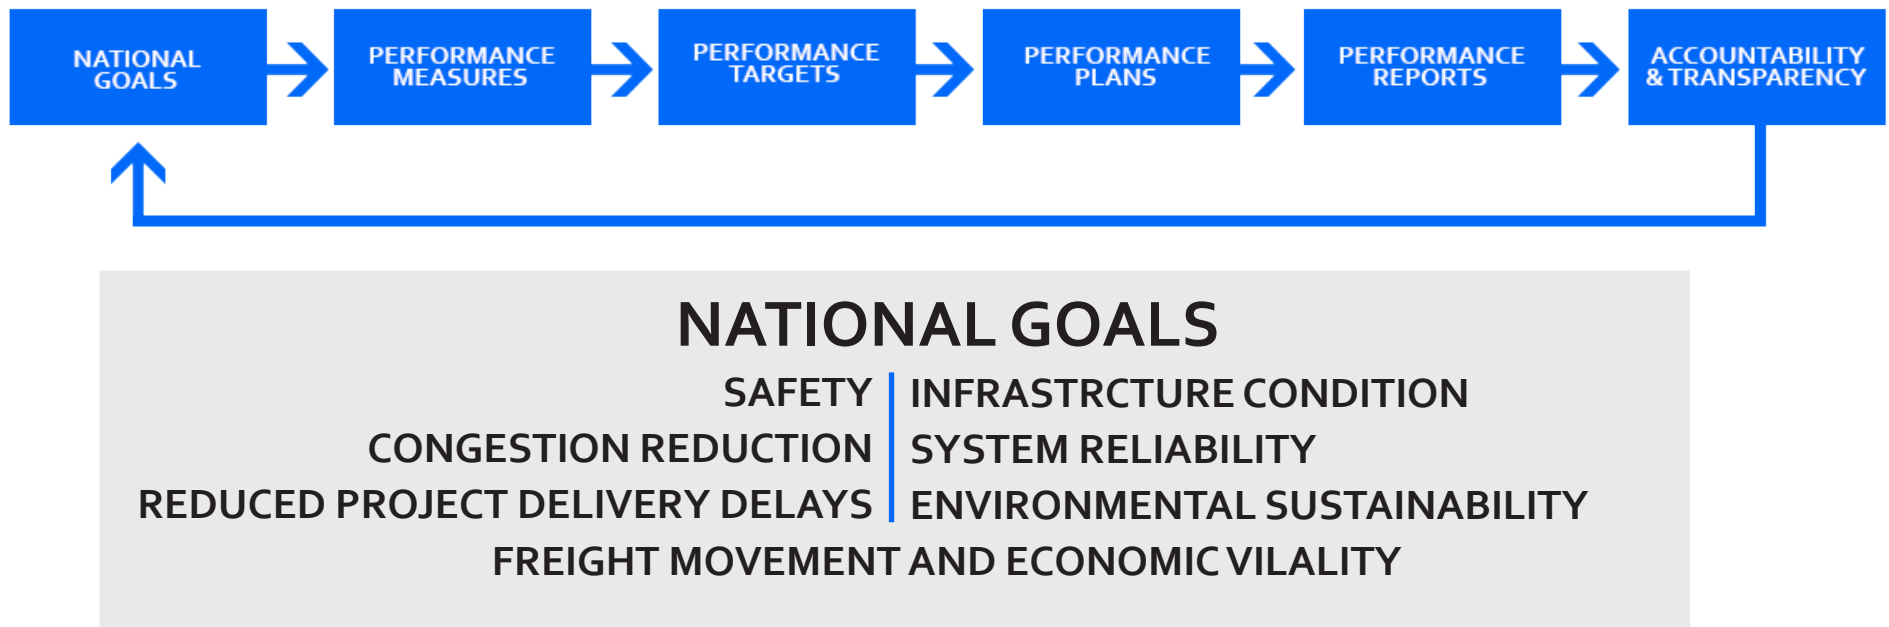 NATIONAL
GOALS
PERFORMANCE
MEASURES
PERFORMANCE
TARGETS
PERFORMANCE
PLANS
PERFORMANCE
REPORTS
ACCOUNTABILITY
& TRANSPARENCY
NATIONAL GOALS
SAFETY
INFRASTRCTURE CONDITION
CONGESTION REDUCTION
SYSTEM RELIABILITY
REDUCED PROJECT DELIVERY DELAYS
ENVIRONMENTAL SUSTAINABILITY
FREIGHT MOVEMENT AND ECONOMIC VILALITY